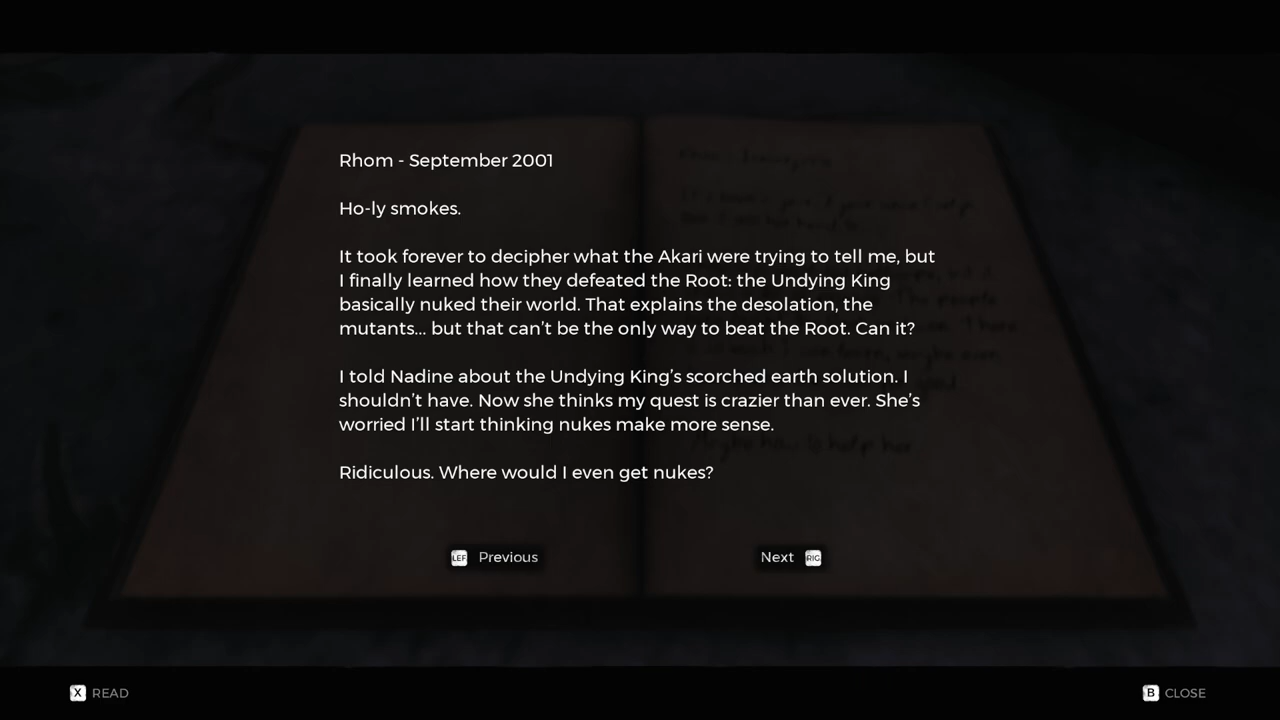 Rhom - September 2001
Ho-ly smokes.
It took forever to decipher what the Akari were trying to tell me, but
I finally learned how they defeated the Root: the Undying King
basically nuked their world. That explains the desolation, the
mutants... but that can't be the only way to beat the Root. Can it?
I told Nadine about the Undying King's scorched earth solution. I
shouldn't have. Now she thinks my quest is crazier than ever. She's
worried I'll start thinking nukes make more sense.
Ridiculous. Where would I even get nukes?
LEF Previous
Next RIG
X READ
B CLOSE